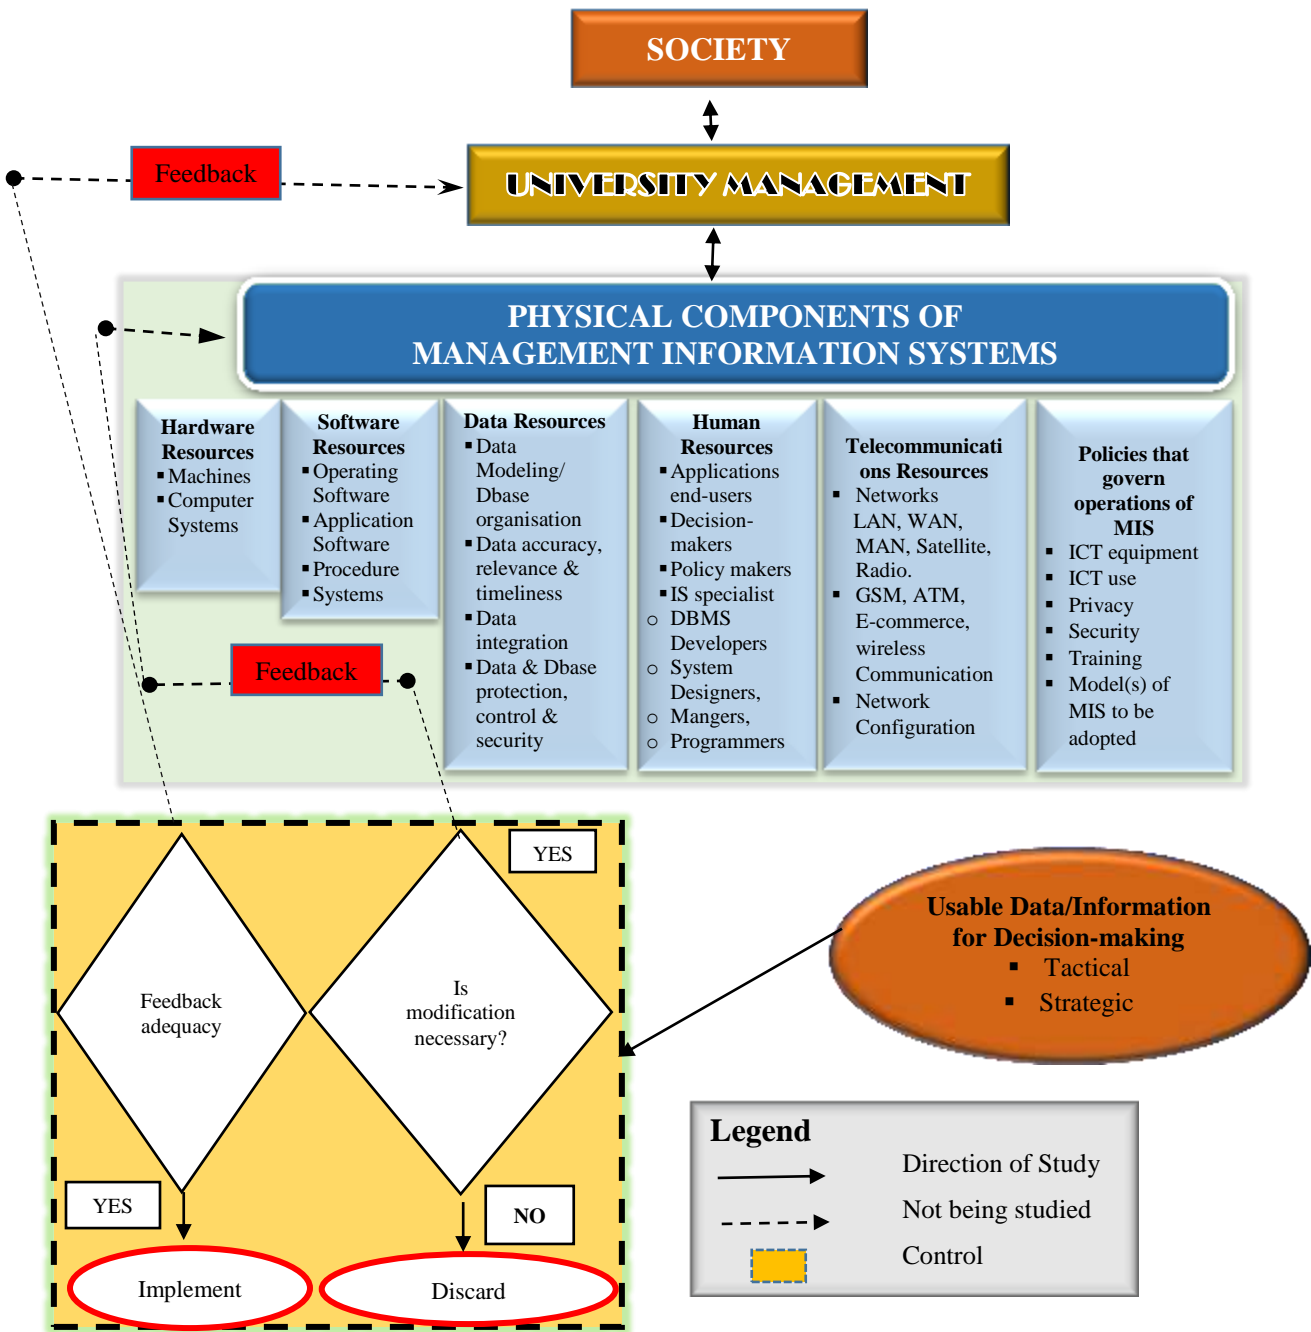 SOCIETY
Feedback
UNIVERSITY MANAGEMENT
PHYSICAL COMPONENTS OF
MANAGEMENT INFORMATION SYSTEMS
Hardware
Resources
▪ Machines
▪ Computer
Systems
Software
Resources
▪ Operating
Software
▪ Application
Software
▪ Procedure
▪ Systems
Data Resources
▪ Data
Modeling/
Dbase
organisation
▪ Data accuracy,
relevance &
timeliness
▪ Data
integration
▪ Data & Dbase
protection,
control &
security
Human
Resources
▪ Applications
end-users
▪ Decision-
makers
▪ Policy makers
▪ IS specialist
o DBMS
Developers
o System
Designers,
o Mangers,
o Programmers
Telecommunicati
ons Resources
▪ Networks
LAN, WAN,
MAN, Satellite,
Radio.
▪ GSM, ATM,
E-commerce,
wireless
Communication
▪ Network
Configuration
Policies that
govern
operations of
MIS
▪ ICT equipment
▪ ICT use
▪ Privacy
▪ Security
▪ Training
▪ Model(s) of
MIS to be
adopted
Feedback
YES
Feedback
adequacy
Is
modification
necessary?
YES
NO
Implement
Discard
Usable Data/Information
for Decision-making
▪ Tactical
▪ Strategic
Legend
Direction of Study
Not being studied
Control